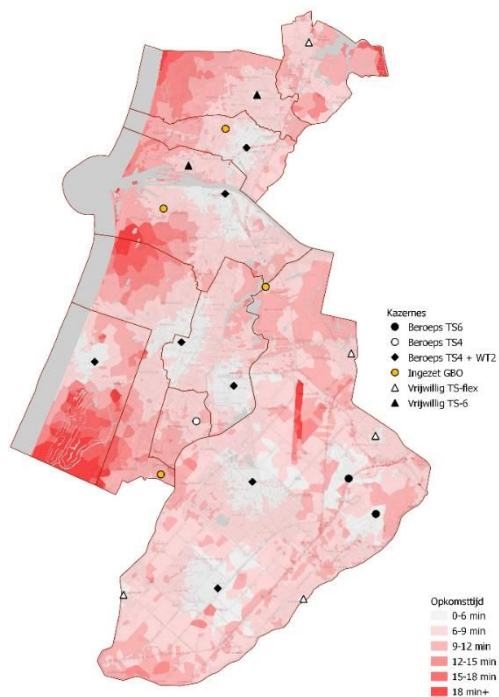 Kazernes
Beroeps TS6
Beroeps TS4
Beroeps TS4 + WT2
Ingezet GBO
Vrijwillig TS-flex
Vrijwillig TS-6
Opkomsttijd
0-6 min
6-9 min
9-12 min
12-15 min
15-18 min
18 min+